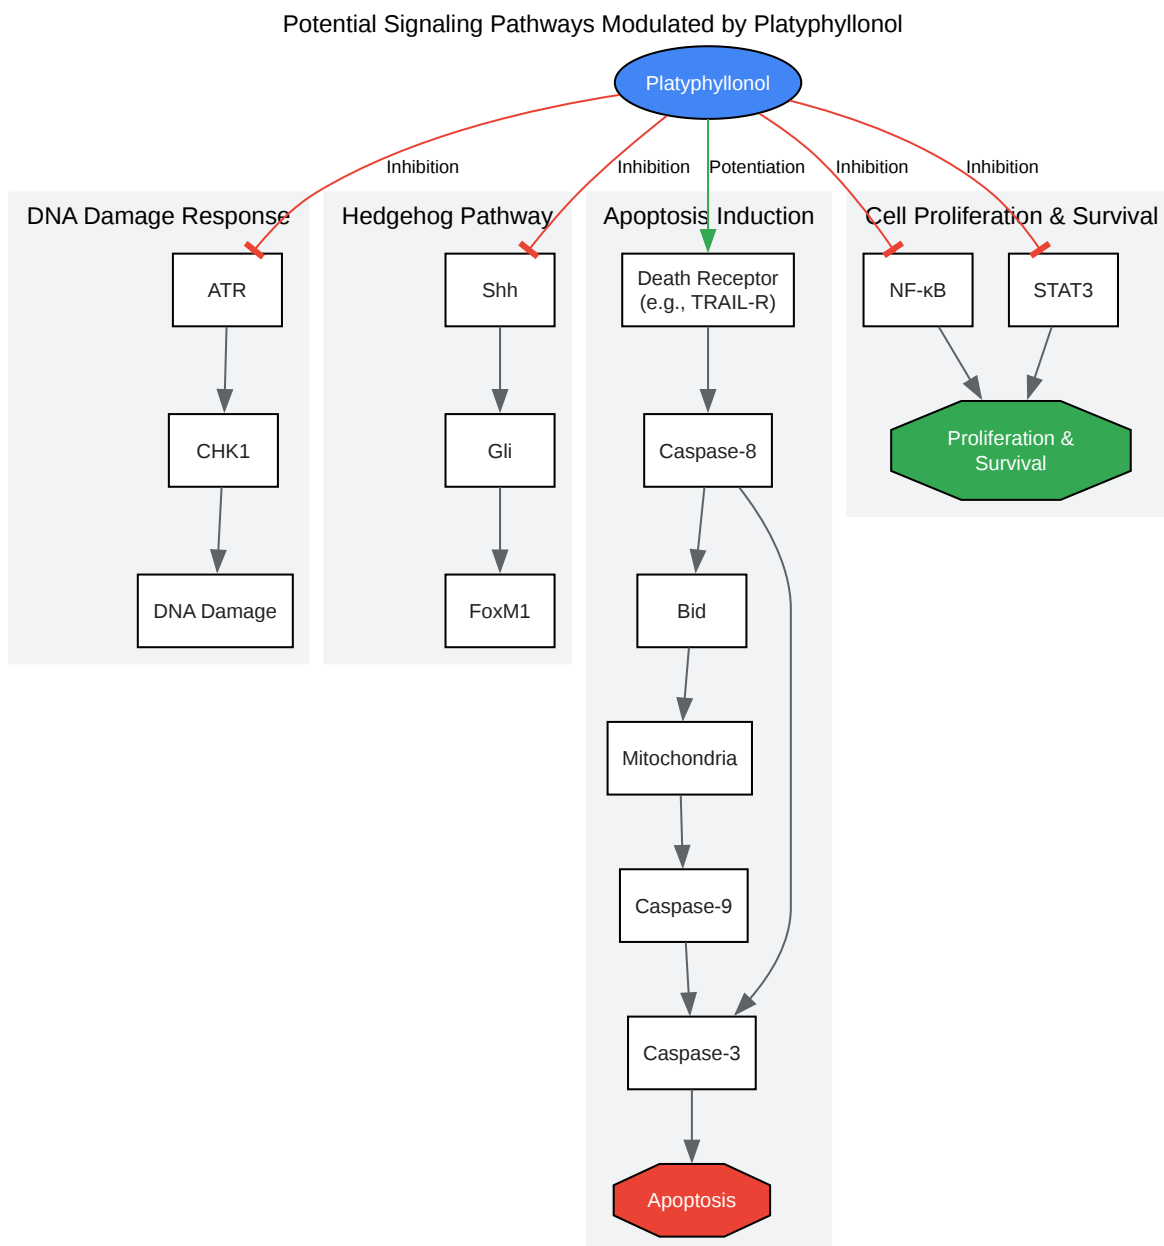 Potential Signaling Pathways Modulated by Platyphyllonol
Platyphyllonol
Inhibition
Inhibition
Potentiation
Inhibition
Inhibition
DNA Damage Response
Hedgehog Pathway
Apoptosis Induction
Cell Proliferation & Survival
ATR
Shh
Death Receptor
(e.g., TRAIL-R)
NF-κB
STAT3
CHK1
Gli
Caspase-8
Proliferation &
Survival
DNA Damage
FoxM1
Bid
Mitochondria
Caspase-9
Caspase-3
Apoptosis